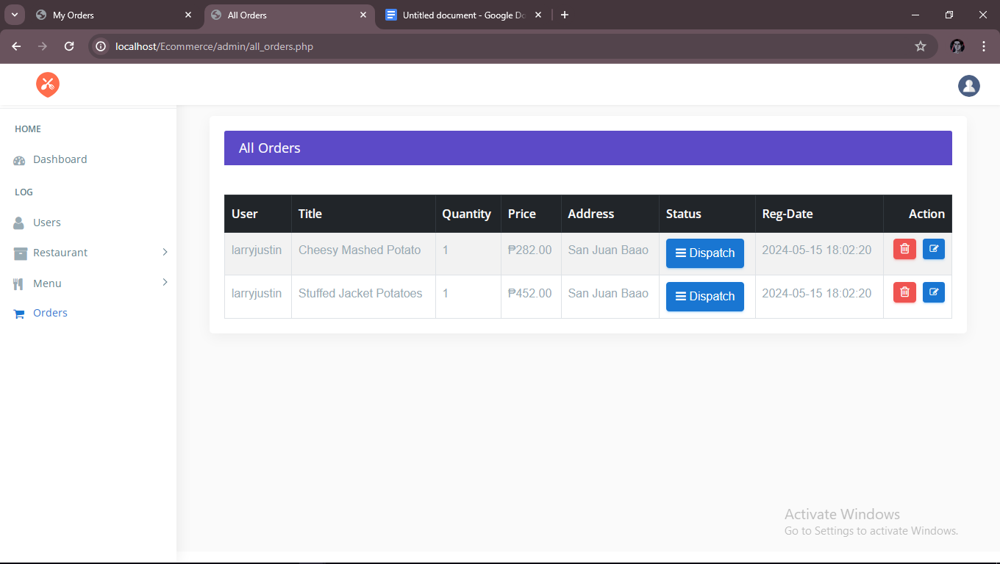 My Orders
All Orders
Untitled document - Google Do
localhost/Ecommerce/admin/all_orders.php
HOME
Dashboard
LOG
Users
Restaurant
Menu
Orders
All Orders
User Title Quantity Price Address Status Reg-Date Action
larryjustin Cheesy Mashed Potato 1 ₱282.00 San Juan Baao Dispatch 2024-05-15 18:02:20
larryjustin Stuffed Jacket Potatoes 1 ₱452.00 San Juan Baao Dispatch 2024-05-15 18:02:20
Activate Windows
Go to Settings to activate Windows.